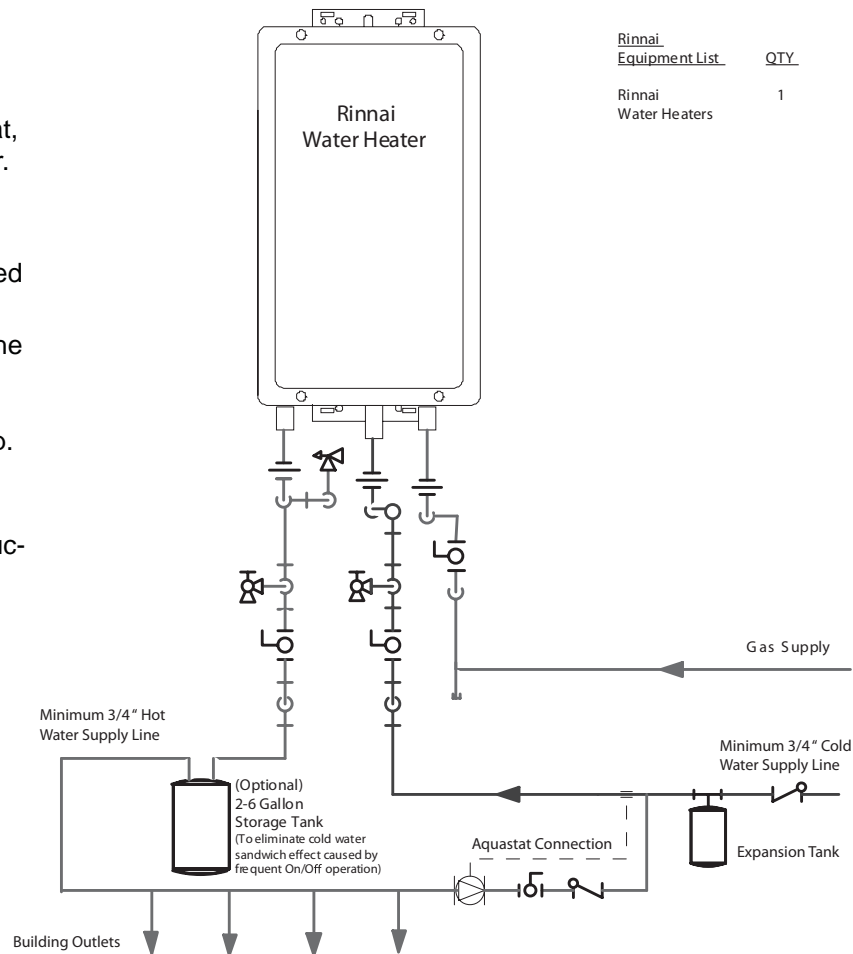 at,
r.
ed
ne
o.
uc-
Rinnai
Equipment List QTY
Rinnai 1
Water Heaters
Rinnai
Water Heater
Gas Supply
Minimum 3/4" Hot
Water Supply Line
Minimum 3/4" Cold
Water Supply Line
(Optional)
2-6 Gallon
Storage Tank
(To eliminate cold water
sandwich effect caused by
frequent On/Off operation)
Aquastat Connection
Expansion Tank
Building Outlets